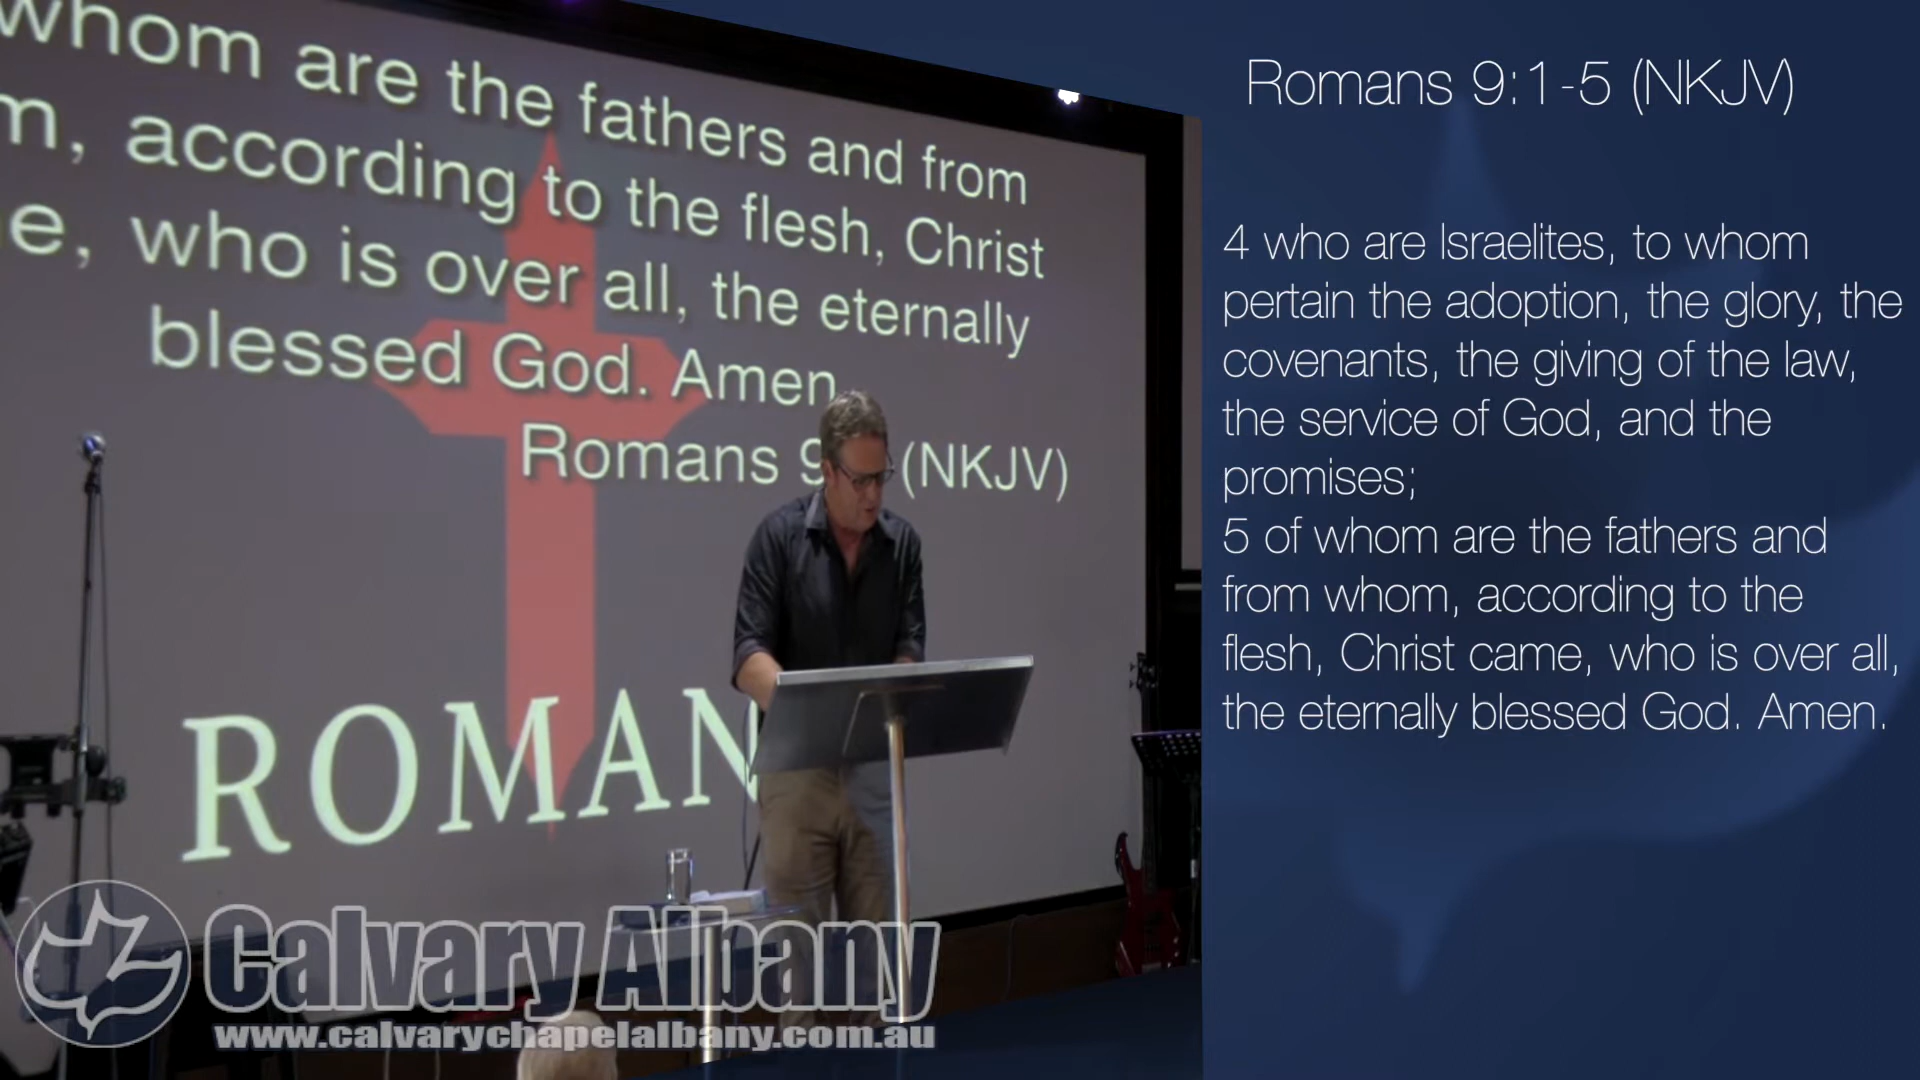 whom are the fathers and from
m, according to the flesh, Christ
e, who is over all, the eternally
blessed God. Amen
Romans 9 (NKJV)
ROMAN
Calvary Albany
www.calvarychapelalbany.com.au
Romans 9:1-5 (NKJV)
4 who are Israelites, to whom
pertain the adoption, the glory, the
covenants, the giving of the law,
the service of God, and the
promises;
5 of whom are the fathers and
from whom, according to the
flesh, Christ came, who is over all,
the eternally blessed God. Amen.